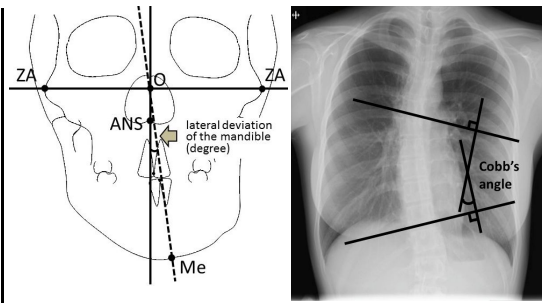 ZA
O
ZA
ANS
lateral deviation
of the mandible
(degree)
Me
Cobb's
angle